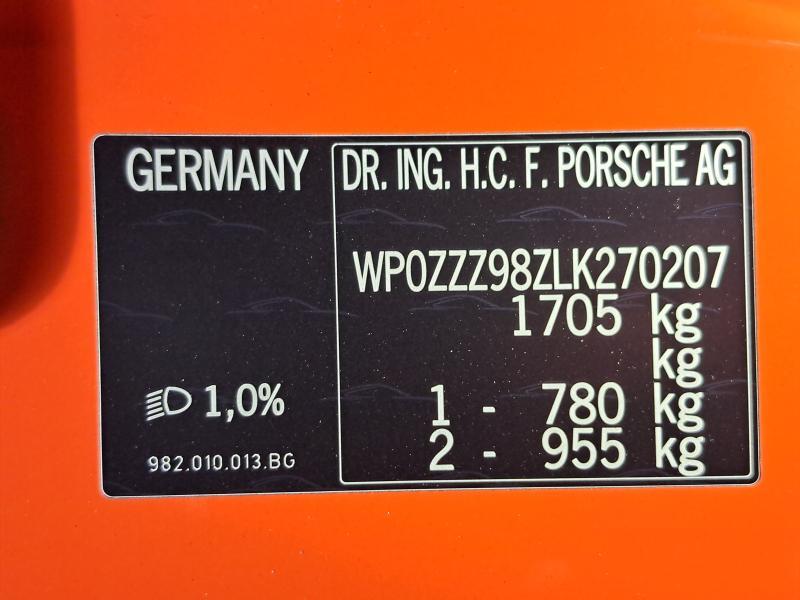 GERMANY
1,0%
982.010.013.BG
DR. ING. H.C. F. PORSCHE AG
WP0ZZZ98ZLK270207
1705 kg
kg
1 - 780 kg
2 - 955 kg